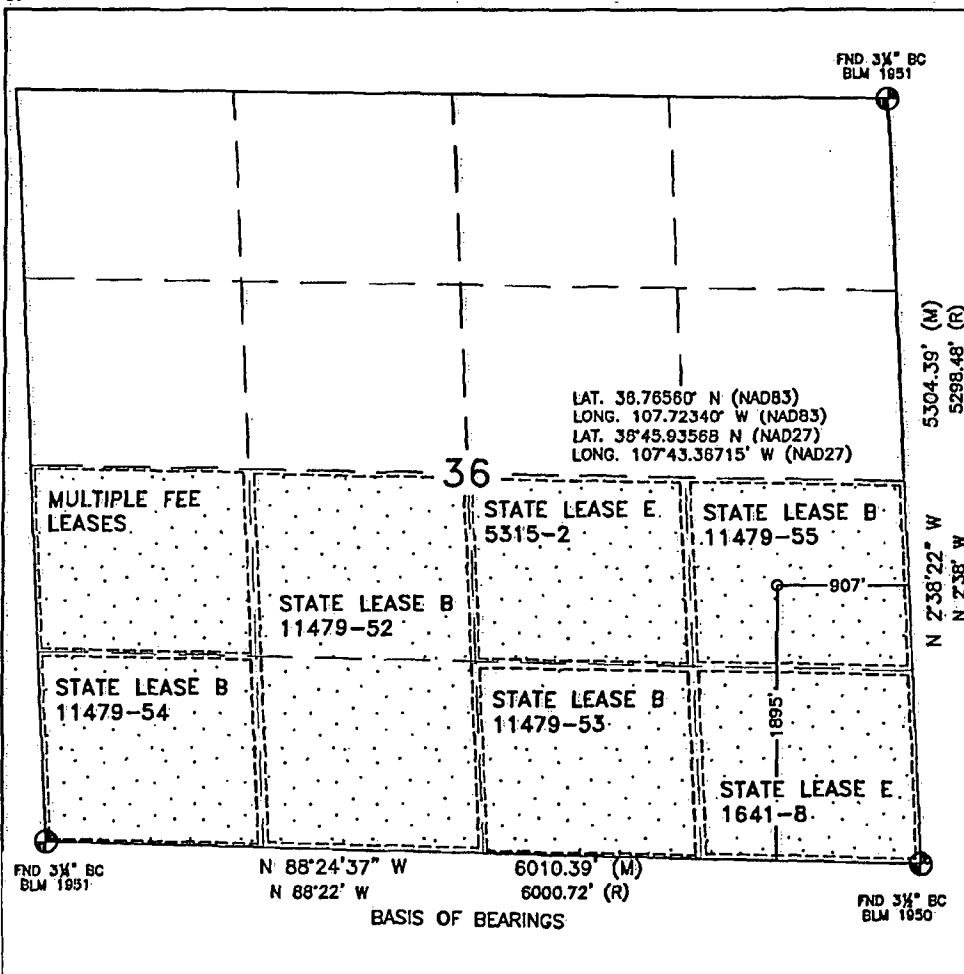 FND 3¼" BC
BLM 1951
5304.39' (M)
5298.48' (R)
LAT. 36.76560° N (NAD83)
LONG. 107.72340° W (NAD83)
LAT. 36°45.93568 N (NAD27)
LONG. 107°43.36715' W (NAD27)
36
MULTIPLE FEE
LEASES
STATE LEASE E
5315-2
STATE LEASE B
11479-55
N 2°38'22" W
N 2°38' W
907'
STATE LEASE B
11479-52
STATE LEASE B
11479-54
STATE LEASE B
11479-53
1895'
STATE LEASE E
1641-8
FND 3¼" BC
BLM 1951
N 88°24'37" W
6010.39' (M)
N 88°22' W
6000.72' (R)
BASIS OF BEARINGS
FND 3¼" BC
BLM 1950